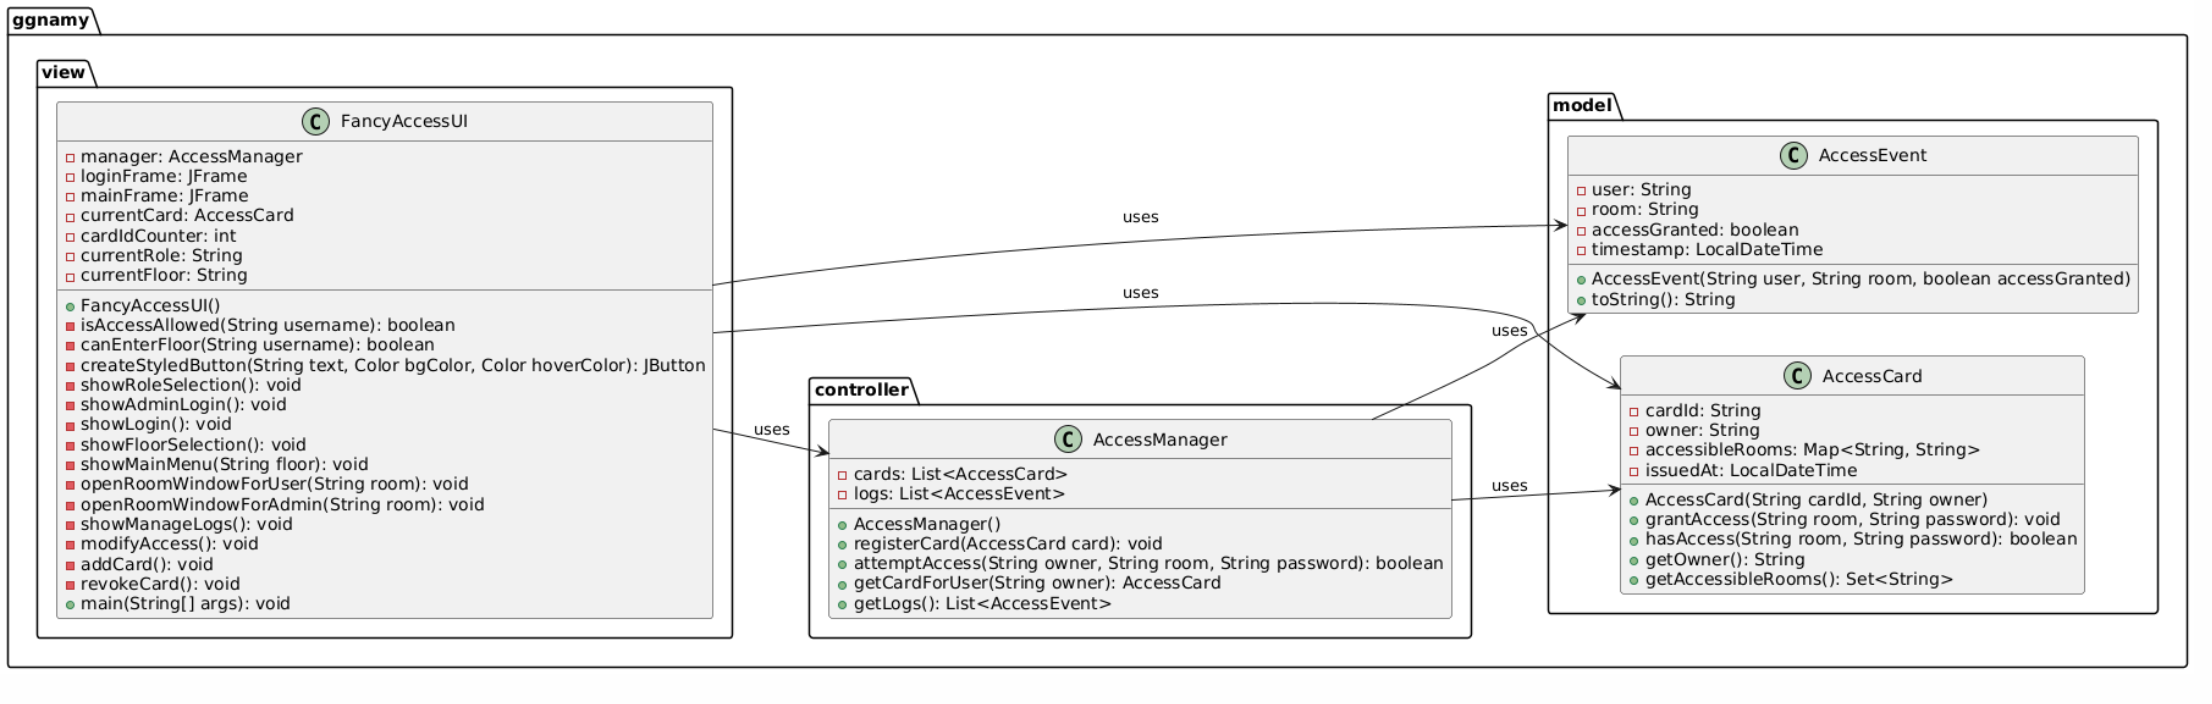 ggnamy
view
C FancyAccessUI
manager: AccessManager
loginFrame: JFrame
mainFrame: JFrame
currentCard: AccessCard
cardIdCounter: int
currentRole: String
currentFloor: String
FancyAccessUI()
isAccessAllowed(String username): boolean
canEnterFloor(String username): boolean
createStyledButton(String text, Color bgColor, Color hoverColor): JButton
showRoleSelection(): void
showAdminLogin(): void
showLogin(): void
showFloorSelection(): void
showMainMenu(String floor): void
openRoomWindowForUser(String room): void
openRoomWindowForAdmin(String room): void
showManageLogs(): void
modifyAccess(): void
addCard(): void
revokeCard(): void
main(String[] args): void
uses
uses
uses
uses
uses
controller
C AccessManager
cards: List<AccessCard>
logs: List<AccessEvent>
AccessManager()
registerCard(AccessCard card): void
attemptAccess(String owner, String room, String password): boolean
getCardForUser(String owner): AccessCard
getLogs(): List<AccessEvent>
model
C AccessEvent
user: String
room: String
accessGranted: boolean
timestamp: LocalDateTime
AccessEvent(String user, String room, boolean accessGranted)
toString(): String
C AccessCard
cardId: String
owner: String
accessibleRooms: Map<String, String>
issuedAt: LocalDateTime
AccessCard(String cardId, String owner)
grantAccess(String room, String password): void
hasAccess(String room, String password): boolean
getOwner(): String
getAccessibleRooms(): Set<String>